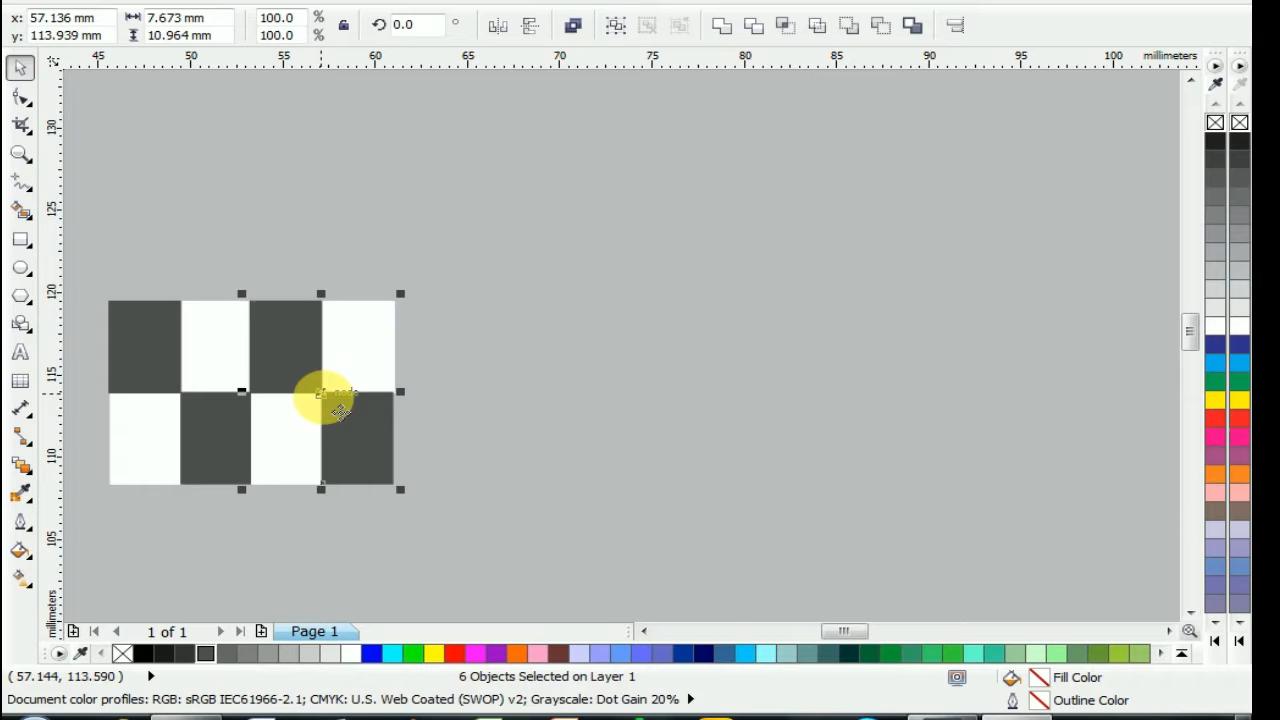 x: 57.136 mm 7.673 mm 100.0 % 0.0 °
y: 113.939 mm 10.964 mm 100.0 %
45 50 55 60 65 70 75 80 85 90 95 100 millimeters
130
125
120
115
110
105
millimeters
node
1 of 1 Page 1
( 57.144, 113.590 ) 6 Objects Selected on Layer 1 Fill Color
Document color profiles: RGB: sRGB IEC61966-2.1; CMYK: U.S. Web Coated (SWOP) v2; Grayscale: Dot Gain 20% Outline Color